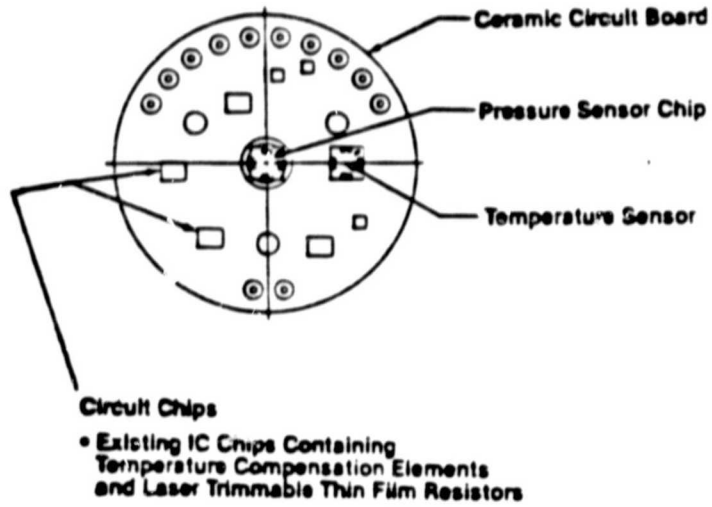 Ceramic Circuit Board
Pressure Sensor Chip
Temperature Sensor
Circuit Chips
• Existing IC Chips Containing
Temperature Compensation Elements
and Laser Trimmable Thin Film Resistors